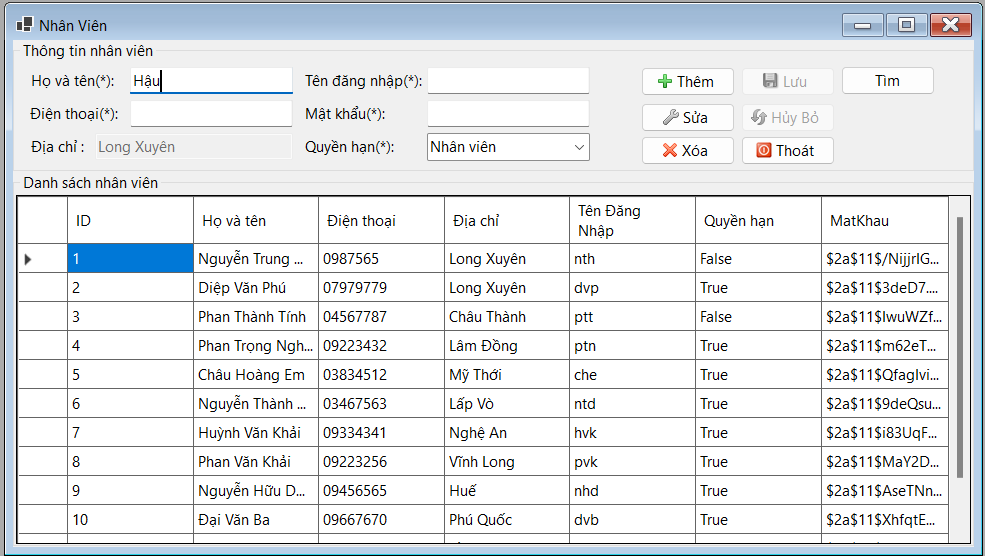 Nhân Viên
Thông tin nhân viên
Họ và tên(*): Hậu Tên đăng nhập(*): Thêm Lưu Tìm
Điện thoại(*): Mật khẩu(*): Sửa Hủy Bỏ
Địa chỉ : Long Xuyên Quyền hạn(*): Nhân viên Xóa Thoát
Danh sách nhân viên
ID Họ và tên Điện thoại Địa chỉ Tên Đăng Nhập Quyền hạn MatKhau
1 Nguyễn Trung ... 0987565 Long Xuyên nth False $2a$11$/NijjrIG...
2 Diệp Văn Phú 07979779 Long Xuyên dvp True $2a$11$3deD7....
3 Phan Thành Tính 04567787 Châu Thành ptt False $2a$11$IwuWZf...
4 Phan Trọng Ngh... 09223432 Lâm Đồng ptn True $2a$11$m62eT...
5 Châu Hoàng Em 03834512 Mỹ Thới che True $2a$11$QfagIvi...
6 Nguyễn Thành ... 03467563 Lấp Vò ntd True $2a$11$9deQsu...
7 Huỳnh Văn Khải 09334341 Nghệ An hvk True $2a$11$i83UqF...
8 Phan Văn Khải 09223256 Vĩnh Long pvk True $2a$11$MaY2D...
9 Nguyễn Hữu D... 09456565 Huế nhd True $2a$11$AseTNn...
10 Đại Văn Ba 09667670 Phú Quốc dvb True $2a$11$XhfqtE...